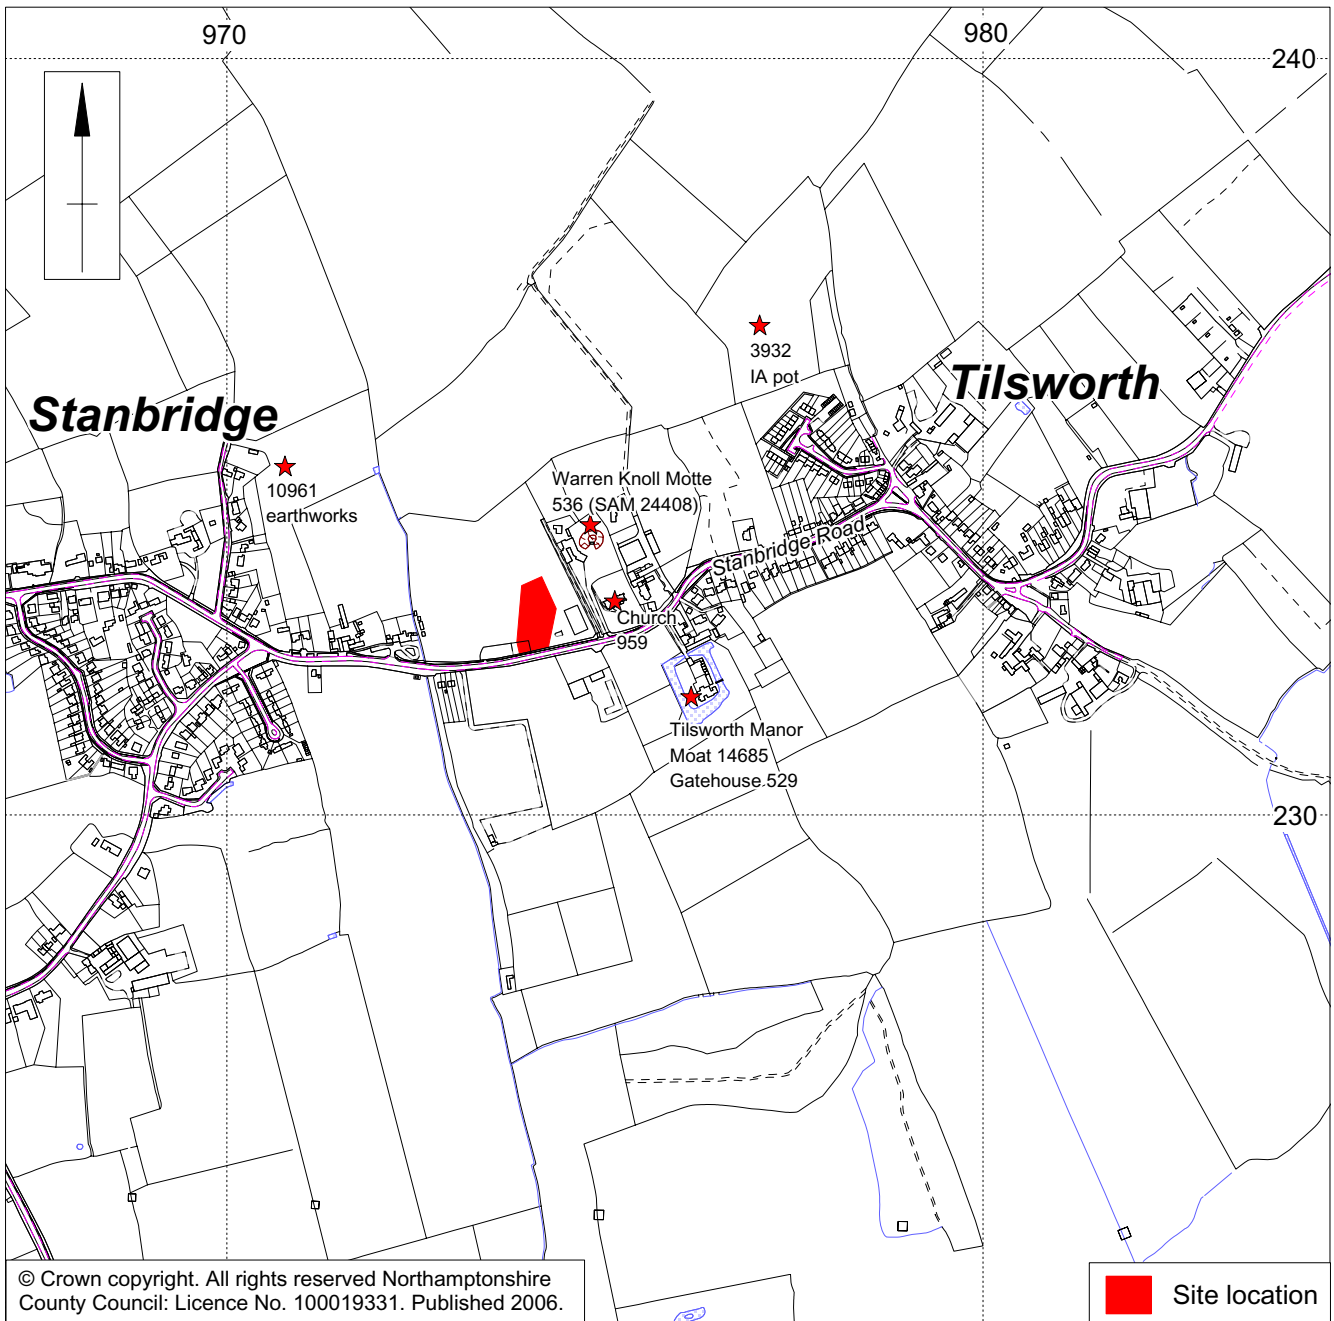 970
980
240
Stanbridge
Tilsworth
3932
IA pot
10961
earthworks
Warren Knoll Motte
536 (SAM 24408)
Stanbridge Road
Church
959
Tilsworth Manor
Moat 14685
Gatehouse 529
230
© Crown copyright. All rights reserved Northamptonshire
County Council: Licence No. 100019331. Published 2006.
Site location